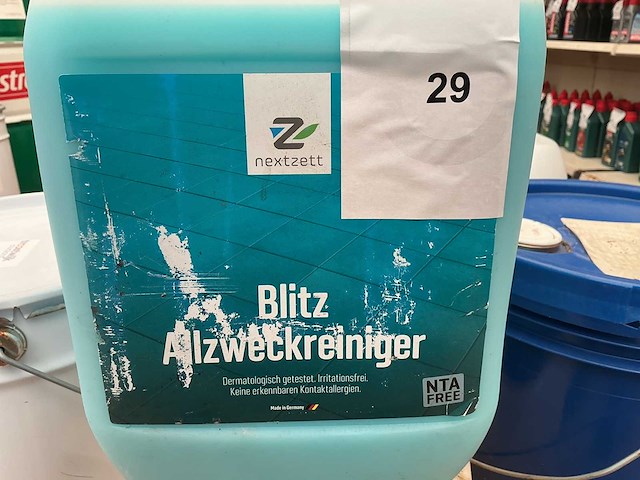 29
nextzett
Blitz
Allzweckreiniger
Dermatologisch getestet. Irritationsfrei.
Keine erkennbaren Kontaktallergien.
Made in Germany
NTA
FREE